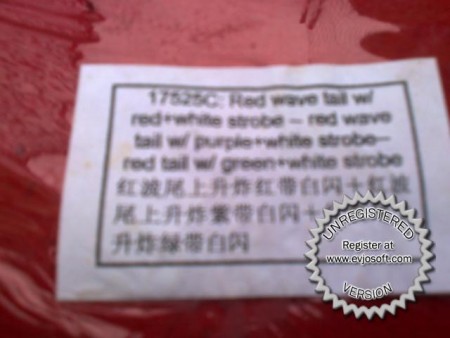 17525C: Red wave tail w/
red+white strobe -- red wave
tail w/ purple+white strobe--
red tail w/ green+white strobe
红波尾上升炸红带白闪+红波
尾上升炸紫带白闪+
升炸绿带白闪
UNREGISTERED
Register at
www.evjosoft.com
VERSION